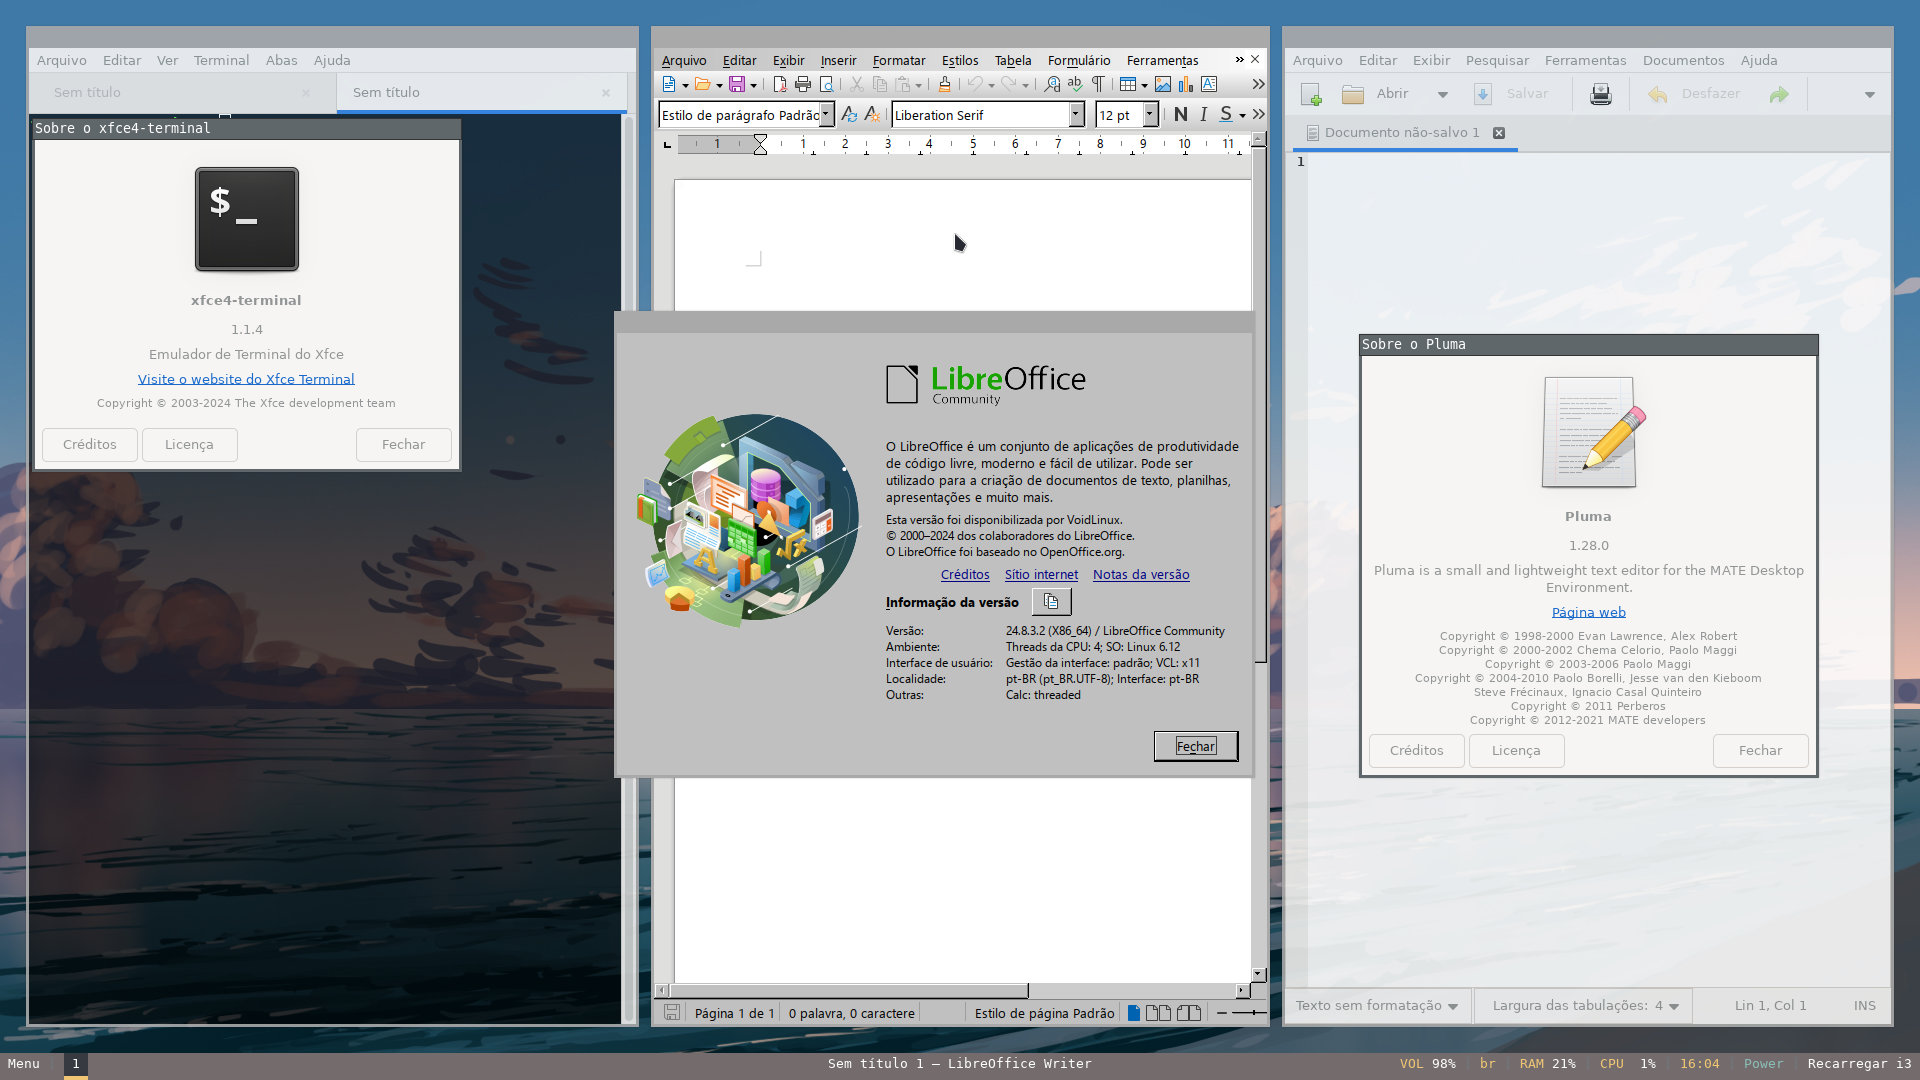 Arquivo Editar Ver Terminal Abas Ajuda
Sem título
Sem título
Sobre o xfce4-terminal
$_
xfce4-terminal
1.1.4
Emulador de Terminal do Xfce
Visite o website do Xfce Terminal
Copyright © 2003-2024 The Xfce development team
Créditos Licença Fechar
Arquivo Editar Exibir Inserir Formatar Estilos Tabela Formulário Ferramentas
Estilo de parágrafo Padrão Liberation Serif 12 pt N I S
1 1 2 3 4 5 6 7 8 9 10 11
LibreOffice
Community
O LibreOffice é um conjunto de aplicações de produtividade
de código livre, moderno e fácil de utilizar. Pode ser
utilizado para a criação de documentos de texto, planilhas,
apresentações e muito mais.
Esta versão foi disponibilizada por VoidLinux.
© 2000–2024 dos colaboradores do LibreOffice.
O LibreOffice foi baseado no OpenOffice.org.
Créditos Sítio internet Notas da versão
Informação da versão
Versão: 24.8.3.2 (X86_64) / LibreOffice Community
Ambiente: Threads da CPU: 4; SO: Linux 6.12
Interface de usuário: Gestão da interface: padrão; VCL: x11
Localidade: pt-BR (pt_BR.UTF-8); Interface: pt-BR
Outras: Calc: threaded
Fechar
Página 1 de 1 0 palavra, 0 caractere Estilo de página Padrão
Arquivo Editar Exibir Pesquisar Ferramentas Documentos Ajuda
Abrir Salvar Desfazer
Documento não-salvo 1
1
Sobre o Pluma
Pluma
1.28.0
Pluma is a small and lightweight text editor for the MATE Desktop
Environment.
Página web
Copyright © 1998-2000 Evan Lawrence, Alex Robert
Copyright © 2000-2002 Chema Celorio, Paolo Maggi
Copyright © 2003-2006 Paolo Maggi
Copyright © 2004-2010 Paolo Borelli, Jesse van den Kieboom
Steve Frécinaux, Ignacio Casal Quinteiro
Copyright © 2011 Perberos
Copyright © 2012-2021 MATE developers
Créditos Licença Fechar
Texto sem formatação Largura das tabulações: 4 Lin 1, Col 1 INS
Menu 1 Sem título 1 — LibreOffice Writer VOL 98% br RAM 21% CPU 1% 16:04 Power Recarregar i3